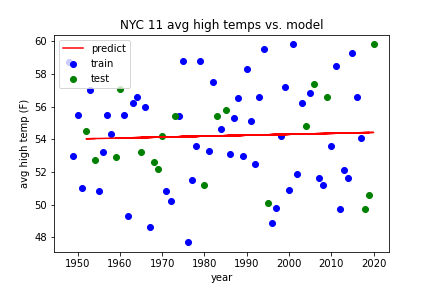 NYC 11 avg high temps vs. model
60
58
56
54
52
50
48
avg high temp (F)
predict
train
test
1950 1960 1970 1980 1990 2000 2010 2020
year